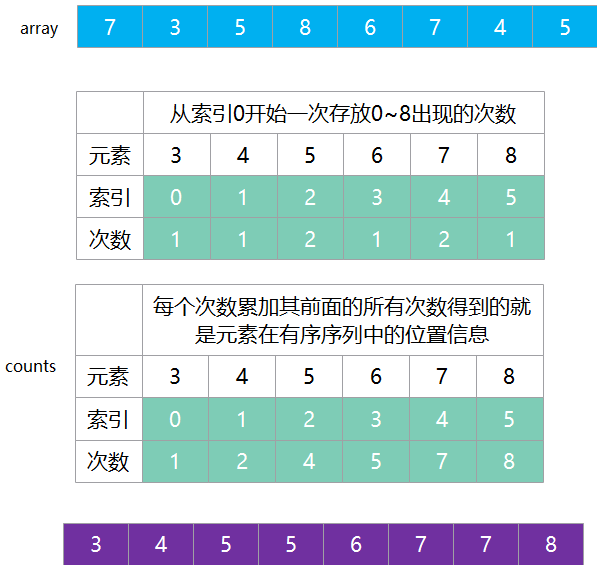 array 7 3 5 8 6 7 4 5
从索引0开始一次存放0~8出现的次数
元素 3 4 5 6 7 8
索引 0 1 2 3 4 5
次数 1 1 2 1 2 1
每个次数累加其前面的所有次数得到的就
是元素在有序序列中的位置信息
counts
元素 3 4 5 6 7 8
索引 0 1 2 3 4 5
次数 1 2 4 5 7 8
3 4 5 5 6 7 7 8